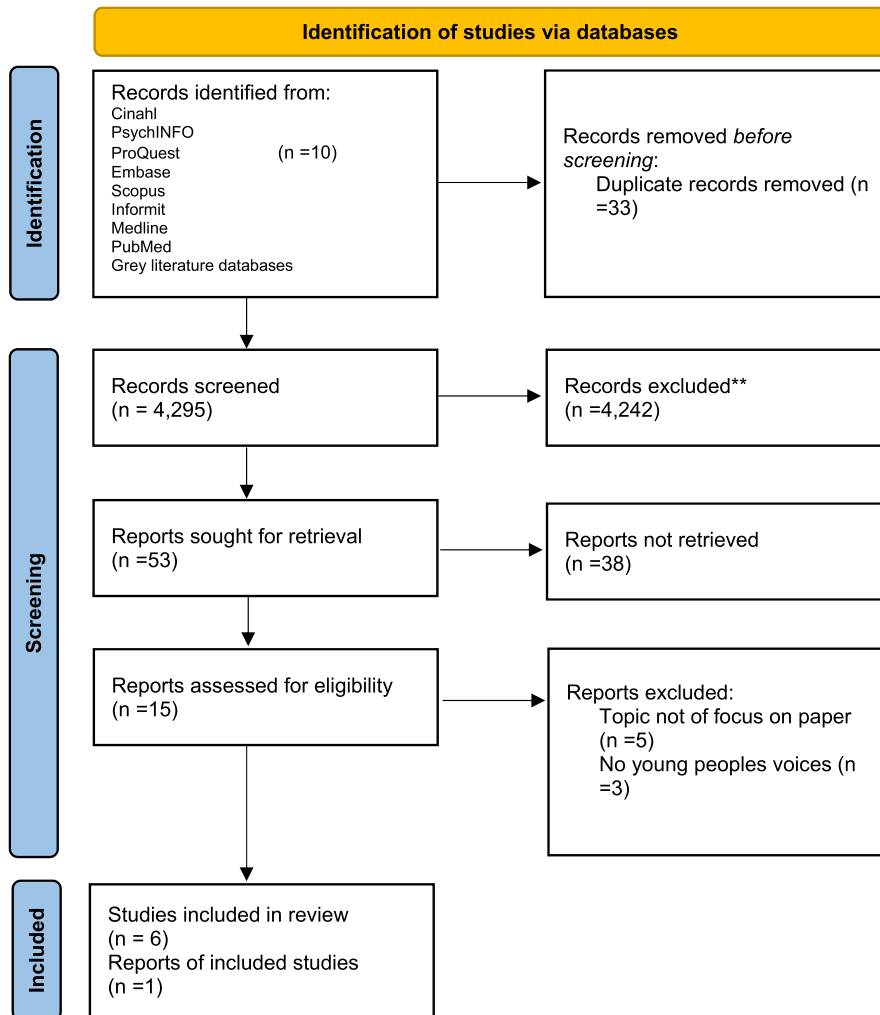 Identification of studies via databases
Identification
Records identified from:
Cinahl
PsychINFO
ProQuest (n =10)
Embase
Scopus
Informit
Medline
PubMed
Grey literature databases
Records removed before
screening:
Duplicate records removed (n
=33)
Screening
Records screened
(n = 4,295)
Records excluded**
(n =4,242)
Reports sought for retrieval
(n =53)
Reports not retrieved
(n =38)
Reports assessed for eligibility
(n =15)
Reports excluded:
Topic not of focus on paper
(n =5)
No young peoples voices (n
=3)
Included
Studies included in review
(n = 6)
Reports of included studies
(n =1)